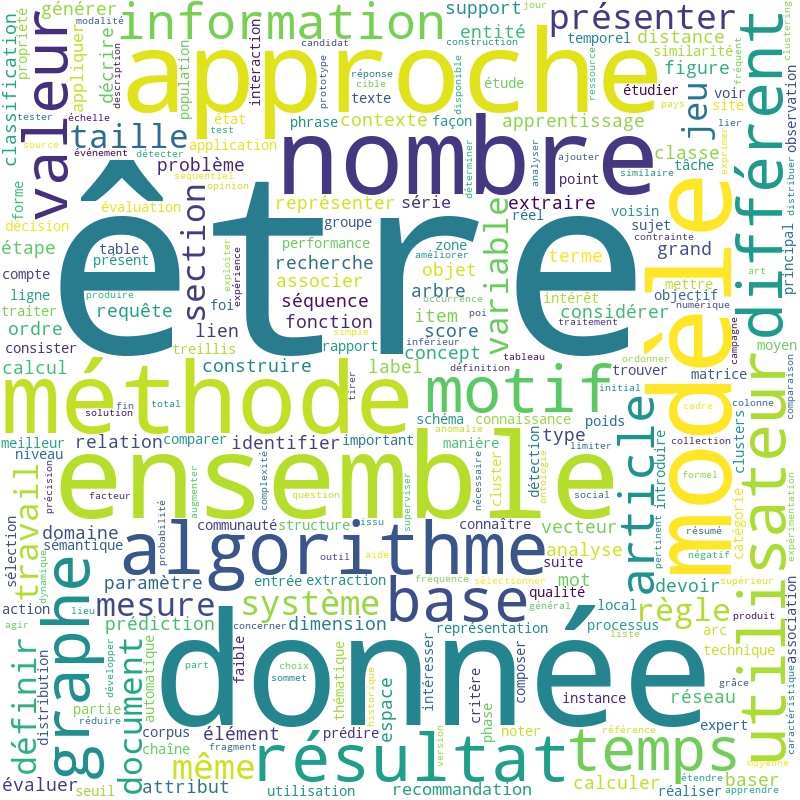 générer
modalité
information
support
candidat
jour
clustering
présenter
propriété
appliquer
décrire
description
population
interaction
approche
prototype
réponse
cible
entité
temporel
distance
similarité
ressource
fréquent
classification
valeur
état
test
texte
étude
disponible
construction
figure
étudier
pays
voir
site
observation
tester
échelle
source
événement
détecter
application
phrase
contexte
façon
apprentissage
classe
jeu
lier
tâche
exprimer
différent
taille
problème
nombre
déterminer
analyser
ajouter
similaire
point
contrainte
distribuer
principal
forme
séquentiel
opinion
évaluation
représenter
série
extraire
réel
voisin
sujet
décision
être
groupe
étape
table
présent
section
exploiter
expérience
performance
recherche
améliorer
zone
objet
variable
terme
grand
mettre
art
compte
associer
séquence
arbre
occurrence
considérer
intérêt
objectif
numérique
modèle
ligne
traiter
produire
requête
foi
fonction
item
score
poi
traitement
campagne
moyen
ordre
lien
simple
inférieur
tableau
trouver
matrice
comparaison
consister
treillis
rapport
concept
définition
ordonner
calcul
construire
tirer
label
initial
cadre
colonne
méthode
motif
solution
fin
total
schéma
connaissance
poids
collection
clusters
meilleur
relation
comparer
identifier
important
anomalie
manière
type
limiter
introduire
article
formel
utilisateur
niveau
précision
facteur
augmenter
ensemble
question
complexité
superviser
nécessaire
cluster
ontologie
détection
social
pertinent
résumé
négatif
catégorie
expérimentation
travail
sélection
domaine
sémantique
probabilité
communauté
structure
issu
connaître
vecteur
analyse
dynamique
algorithme
outil
aide
suite
mot
qualité
devoir
supérieur
action
agir
lieu
paramètre
entrée
extraction
fréquence
sélectionner
base
général
local
règle
produit
association
mesure
système
prédiction
concerner
dimension
représentation
processus
liste
arc
technique
définir
distribution
graphe
développer
document
automatique
part
faible
choix
sommet
thématique
historique
donnée
intéresser
critère
composer
instance
réseau
grâce
caractéristique
partie
réduire
corpus
chaîne
fragment
élément
prédire
espace
phase
version
noter
référence
expert
temps
moyenne
évaluer
seuil
même
attribut
résultat
utilisation
recommandation
calculer
étendre
réaliser
baser
apprendre